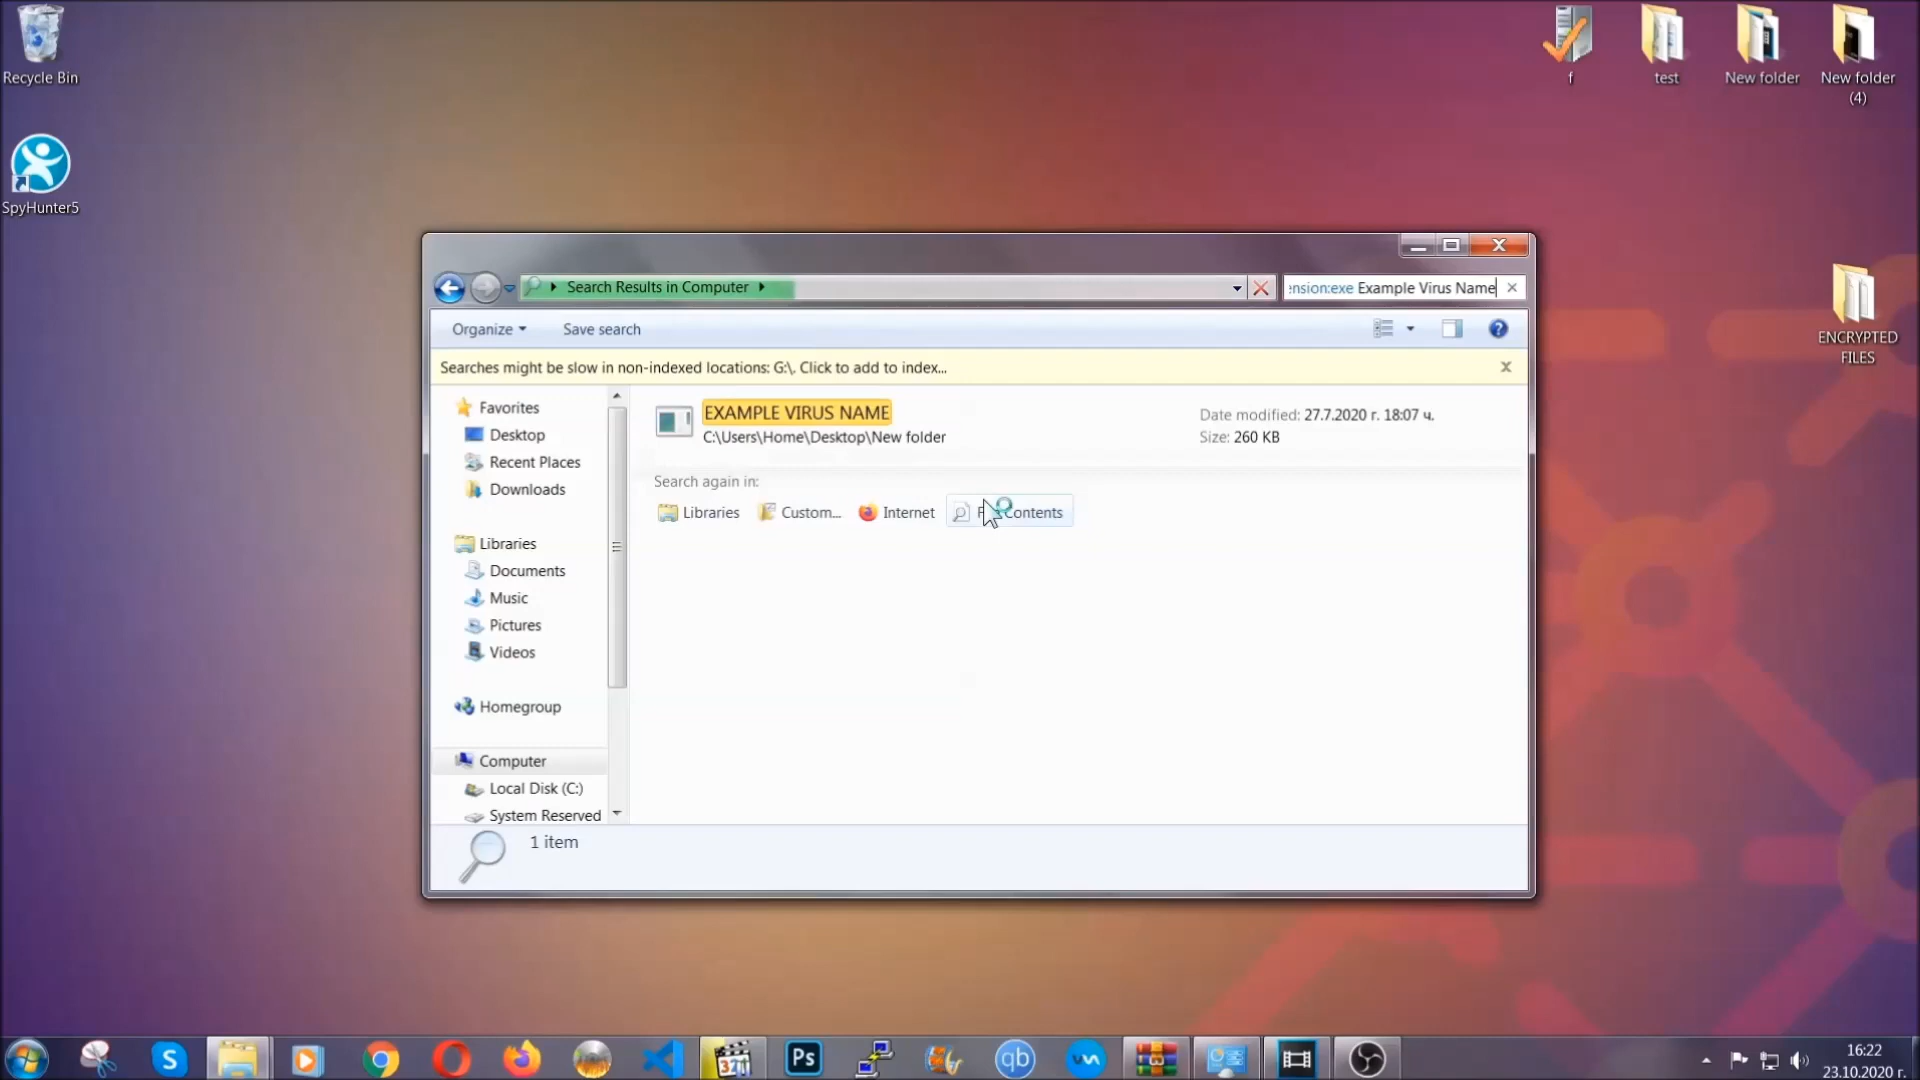 Recycle Bin
SpyHunter5
f
test
New folder
New folder
(4)
ENCRYPTED
FILES
Search Results in Computer
ension:exe Example Virus Name
Organize
Save search
Searches might be slow in non-indexed locations: G:\. Click to add to index...
Favorites
Desktop
Recent Places
Downloads
Libraries
Documents
Music
Pictures
Videos
Homegroup
Computer
Local Disk (C:)
System Reserved
EXAMPLE VIRUS NAME
C:\Users\Home\Desktop\New folder
Date modified: 27.7.2020 г. 18:07 ч.
Size: 260 KB
Search again in:
Libraries
Custom...
Internet
Contents
1 item
S
321
Ps
qb
16:22
23.10.2020 г.